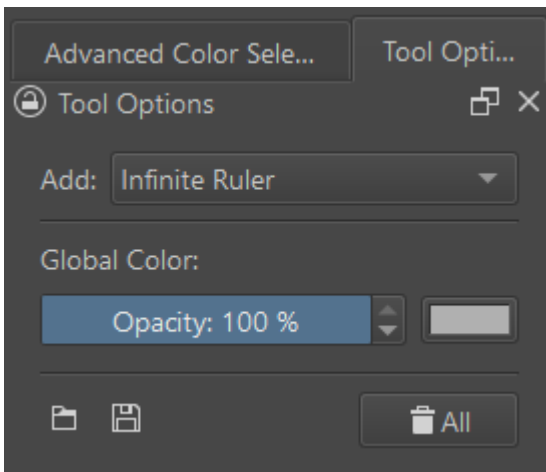 Advanced Color Sele...
Tool Opti...
Tool Options
Add: Infinite Ruler
Global Color:
Opacity: 100 %
All